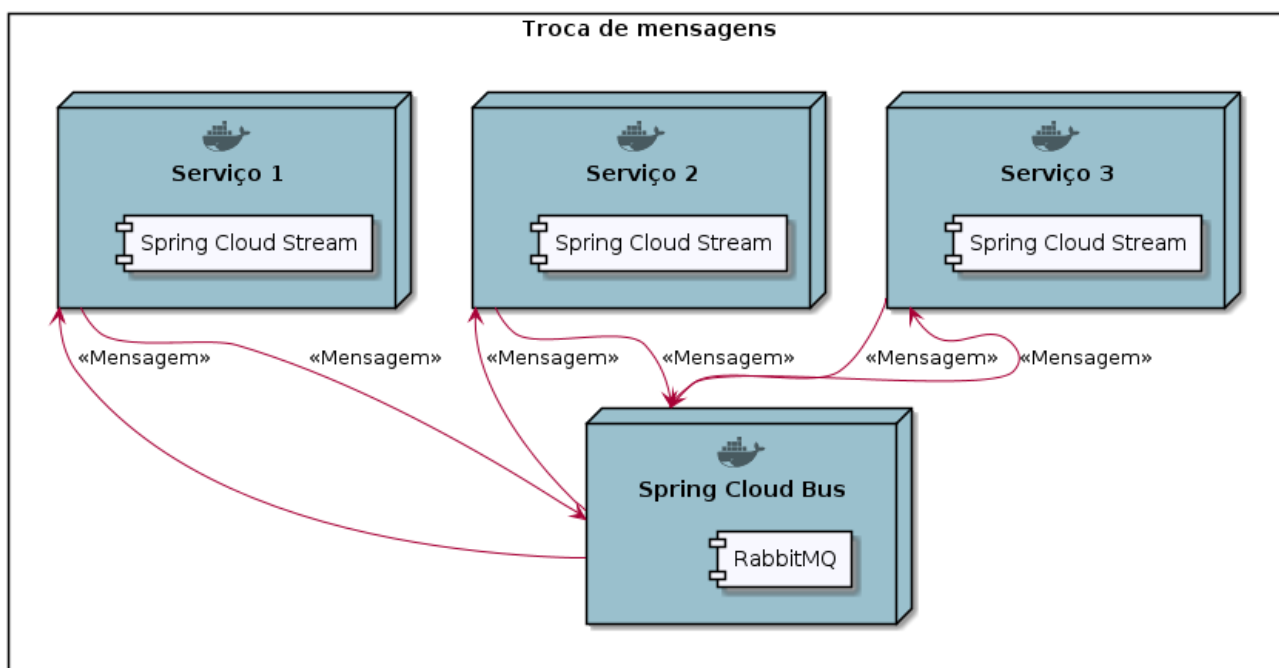 Troca de mensagens
Serviço 1
Serviço 2
Serviço 3
Spring Cloud Stream
Spring Cloud Stream
Spring Cloud Stream
«Mensagem»
«Mensagem»
«Mensagem»
«Mensagem»
«Mensagem»
«Mensagem»
Spring Cloud Bus
RabbitMQ